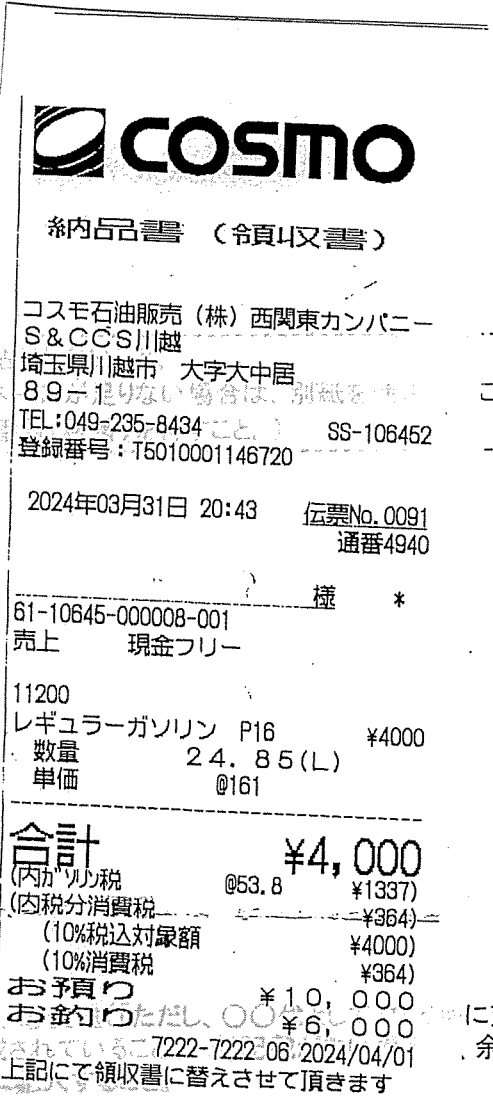 COSMO
納品書 (領収書)
コスモ石油販売(株)西関東カンパニー
S&CCS川越
埼玉県川越市 大字大中居
89-1
TEL:049-235-8434 SS-106452
登録番号:T5010001146720
2024年03月31日 20:43 伝票No.0091
通番4940
様 *
61-10645-000008-001
売上 現金フリー
11200
レギュラーガソリン P16 ¥4000
数量 24.85(L)
単価 @161
合計 ¥4,000
(内ガソリン税 @53.8 ¥1337)
(内税分消費税 ¥364)
(10%税込対象額 ¥4000)
(10%消費税 ¥364)
お預り ¥10,000
お釣り ¥6,000
7222-7222 06 2024/04/01
上記にて領収書に替えさせて頂きます